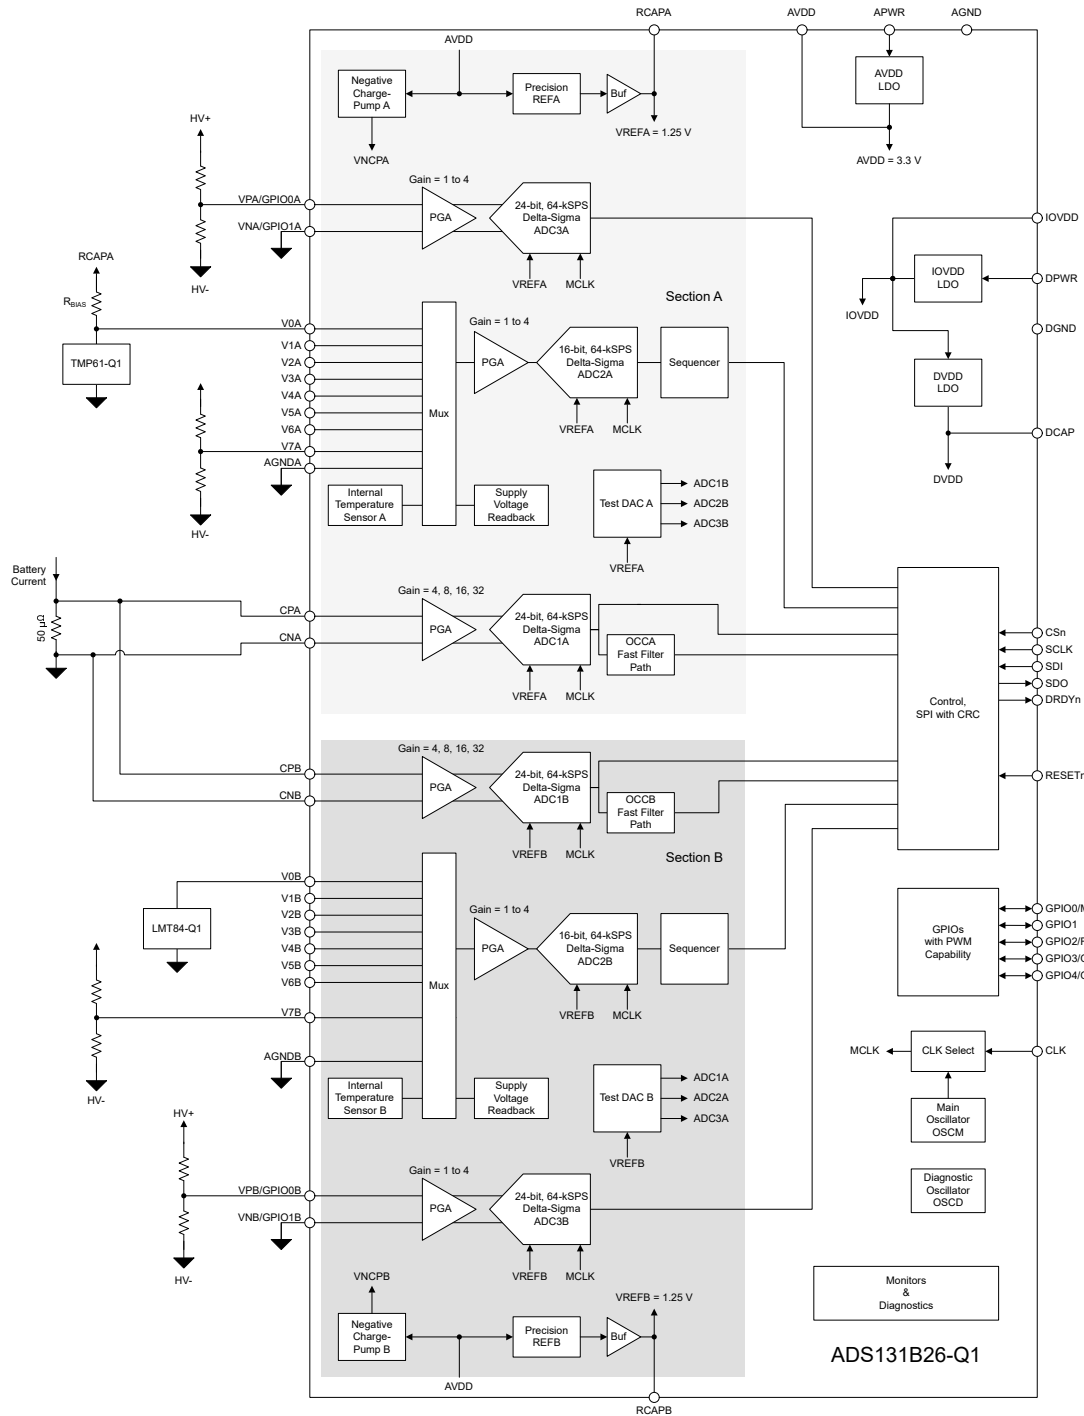 RCAPA
AVDD
APWR
AGND
AVDD
Negative
Charge-
Pump A
Precision
REFA
Buf
AVDD
LDO
VNCPA
VREFA = 1.25 V
AVDD = 3.3 V
HV+
Gain = 1 to 4
VPA/GPIO0A
PGA
24-bit, 64-kSPS
Delta-Sigma
ADC3A
VNA/GPIO1A
IOVDD
HV-
VREFA
MCLK
IOVDD
LDO
DPWR
IOVDD
RCAPA
RBIAS
Section A
Gain = 1 to 4
V0A
DGND
TMP61-Q1
V1A
V2A
V3A
V4A
V5A
V6A
V7A
AGNDA
Mux
PGA
16-bit, 64-kSPS
Delta-Sigma
ADC2A
Sequencer
DVDD
LDO
VREFA
MCLK
DCAP
DVDD
HV-
Internal
Temperature
Sensor A
Supply
Voltage
Readback
Test DAC A
ADC1B
ADC2B
ADC3B
VREFA
Battery
Current
50 µΩ
Gain = 4, 8, 16, 32
CPA
CNA
PGA
24-bit, 64-kSPS
Delta-Sigma
ADC1A
OCCA
Fast Filter
Path
VREFA
MCLK
Control,
SPI with CRC
CSn
SCLK
SDI
SDO
DRDYn
Gain = 4, 8, 16, 32
CPB
CNB
PGA
24-bit, 64-kSPS
Delta-Sigma
ADC1B
OCCB
Fast Filter
Path
RESETn
VREFB
MCLK
Section B
V0B
V1B
V2B
V3B
V4B
V5B
V6B
V7B
AGNDB
LMT84-Q1
Mux
Gain = 1 to 4
PGA
16-bit, 64-kSPS
Delta-Sigma
ADC2B
Sequencer
VREFB
MCLK
GPIOs
with PWM
Capability
GPIO0/M
GPIO1
GPIO2/F
GPIO3/O
GPIO4/O
HV-
MCLK
CLK Select
CLK
Internal
Temperature
Sensor B
Supply
Voltage
Readback
Test DAC B
ADC1A
ADC2A
ADC3A
VREFB
Main
Oscillator
OSCM
Diagnostic
Oscillator
OSCD
HV+
Gain = 1 to 4
VPB/GPIO0B
VNB/GPIO1B
PGA
24-bit, 64-kSPS
Delta-Sigma
ADC3B
HV-
VREFB
MCLK
VNCPB
VREFB = 1.25 V
Monitors
&
Diagnostics
Negative
Charge-
Pump B
Precision
REFB
Buf
AVDD
ADS131B26-Q1
RCAPB